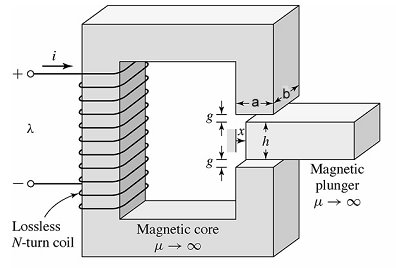 i
+
λ
−
Lossless
N-turn coil
Magnetic core
μ → ∞
g
g
x
h
a
b
Magnetic
plunger
μ → ∞